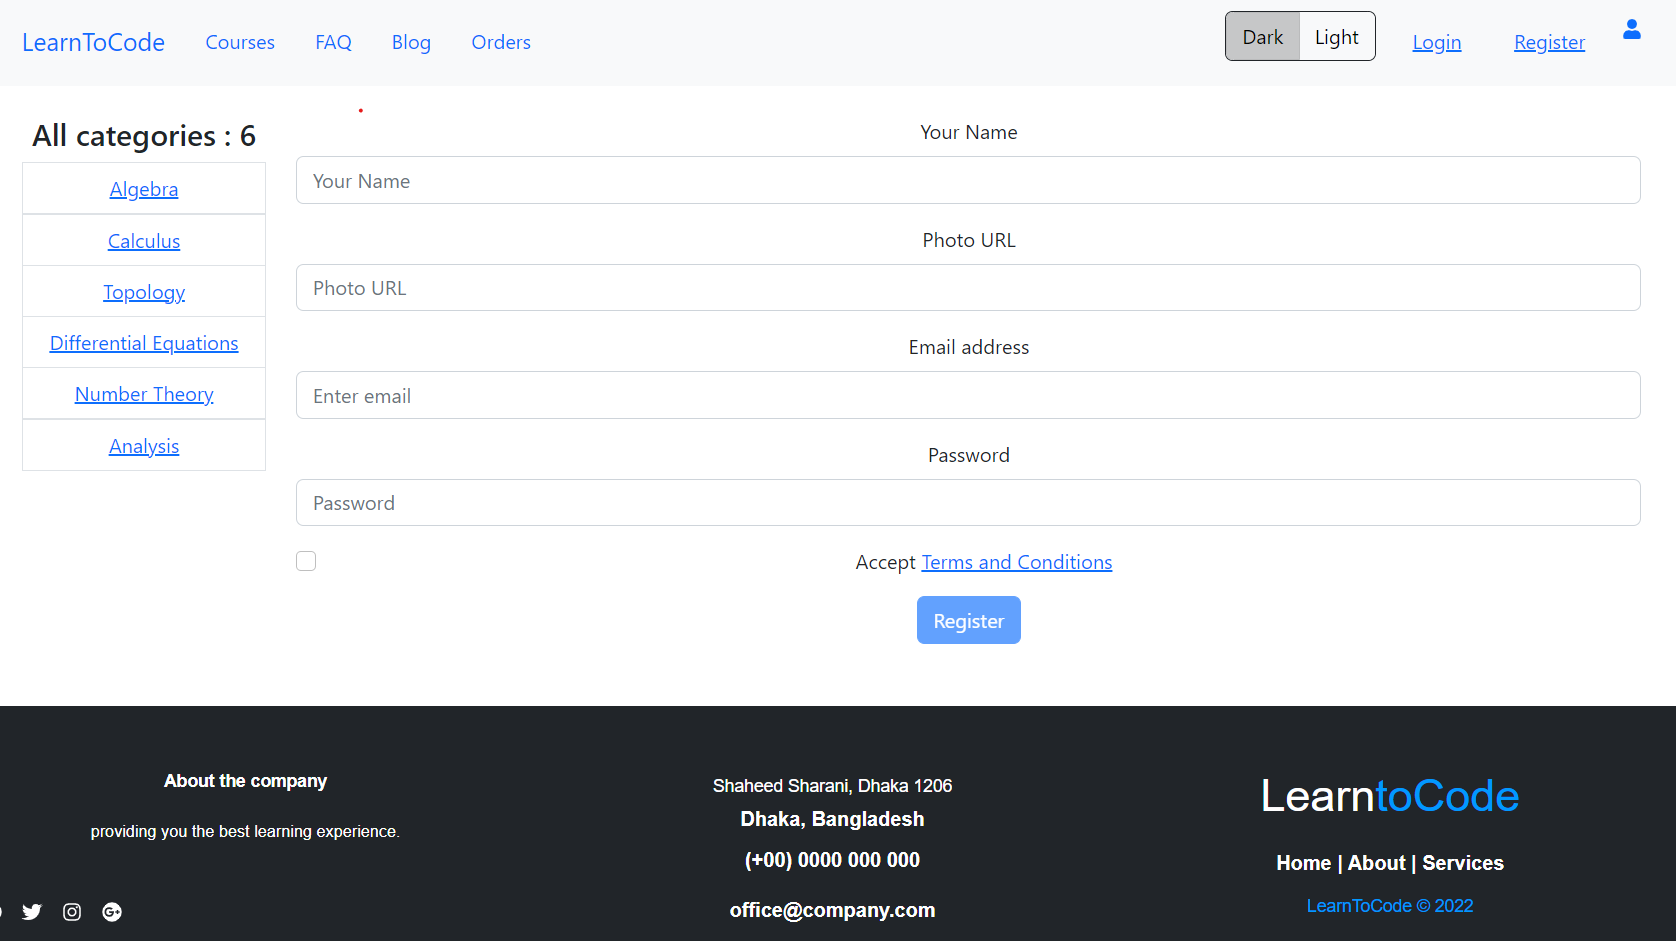 LearnToCode Courses FAQ Blog Orders Dark Light Login Register
All categories : 6
Algebra
Calculus
Topology
Differential Equations
Number Theory
Analysis
Your Name
Your Name
Photo URL
Photo URL
Email address
Enter email
Password
Password
Accept Terms and Conditions
Register
About the company
providing you the best learning experience.
Shaheed Sharani, Dhaka 1206
Dhaka, Bangladesh
(+00) 0000 000 000
office@company.com
LearntoCode
Home | About | Services
LearnToCode © 2022